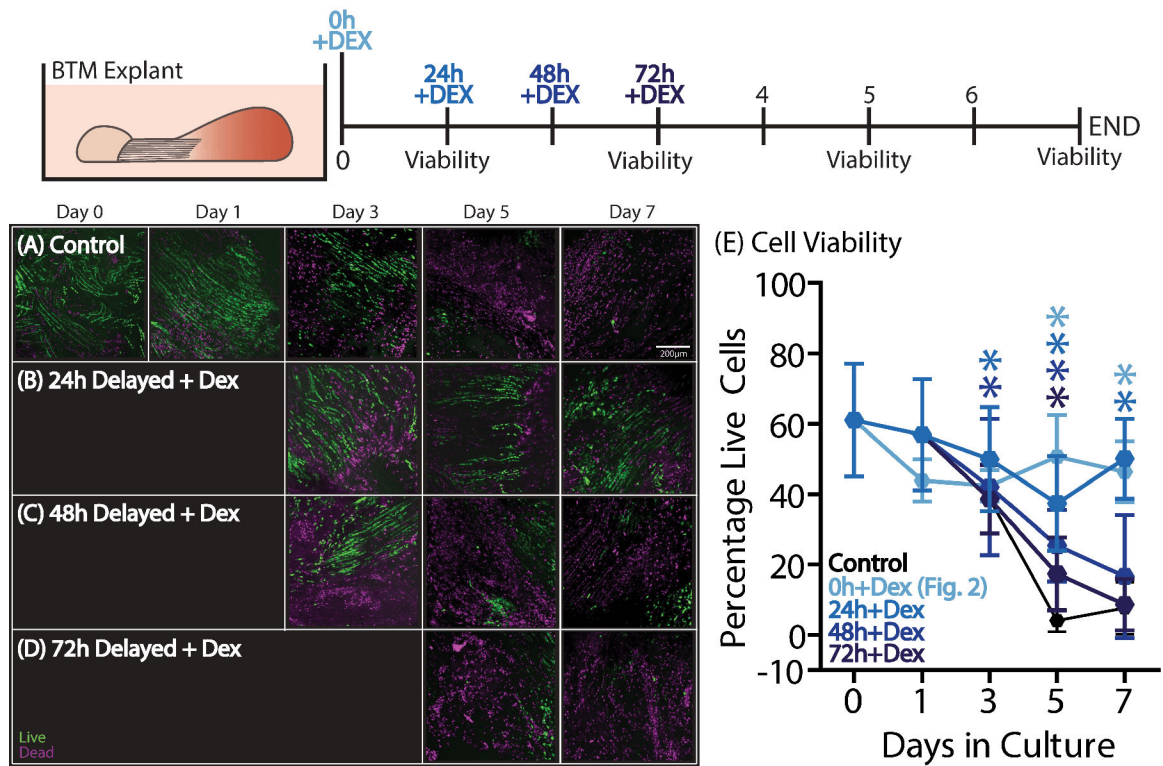 0h
+DEX
BTM Explant
24h
+DEX
48h
+DEX
72h
+DEX
4
5
6
END
0
Viability
Viability
Viability
Viability
Day 0
Day 1
Day 3
Day 5
Day 7
(A) Control
200µm
(B) 24h Delayed + Dex
(C) 48h Delayed + Dex
(D) 72h Delayed + Dex
Live
Dead
(E) Cell Viability
Percentage Live Cells
100
80
60
40
20
0
-10
* *
* * * *
* *
Control
0h+Dex (Fig. 2)
24h+Dex
48h+Dex
72h+Dex
0
1
3
5
7
Days in Culture